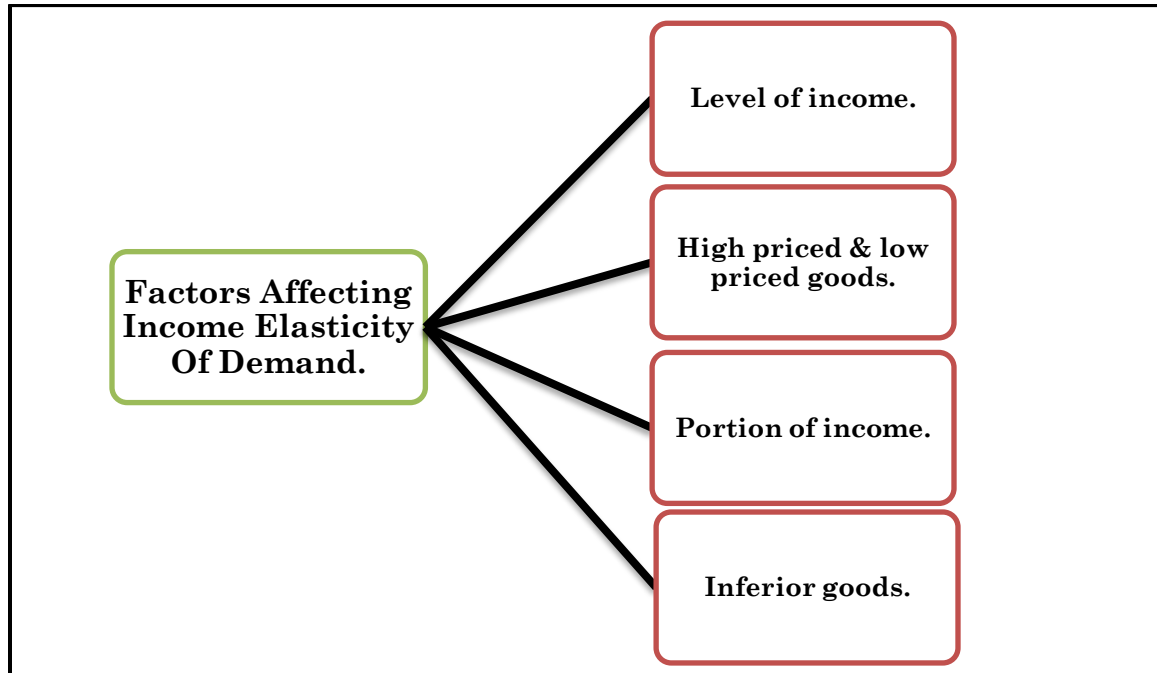 Factors Affecting
Income Elasticity
Of Demand.
Level of income.
High priced & low
priced goods.
Portion of income.
Inferior goods.